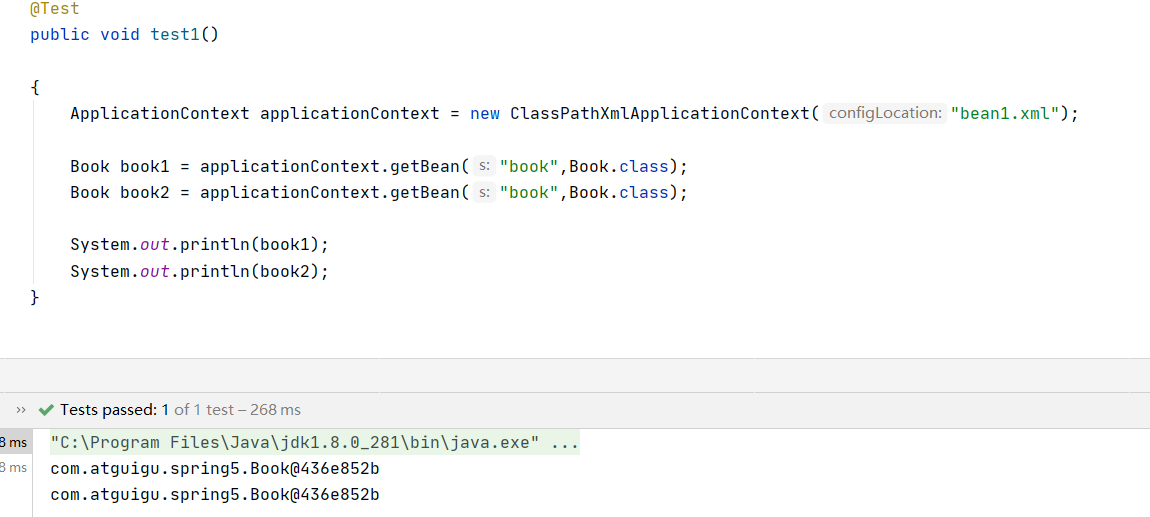 @Test
public void test1()
{
ApplicationContext applicationContext = new ClassPathXmlApplicationContext( configLocation: "bean1.xml");
Book book1 = applicationContext.getBean( s: "book",Book.class);
Book book2 = applicationContext.getBean( s: "book",Book.class);
System.out.println(book1);
System.out.println(book2);
}
›› ✔ Tests passed: 1 of 1 test – 268 ms
8 ms "C:\Program Files\Java\jdk1.8.0_281\bin\java.exe" ...
8 ms com.atguigu.spring5.Book@436e852b
com.atguigu.spring5.Book@436e852b